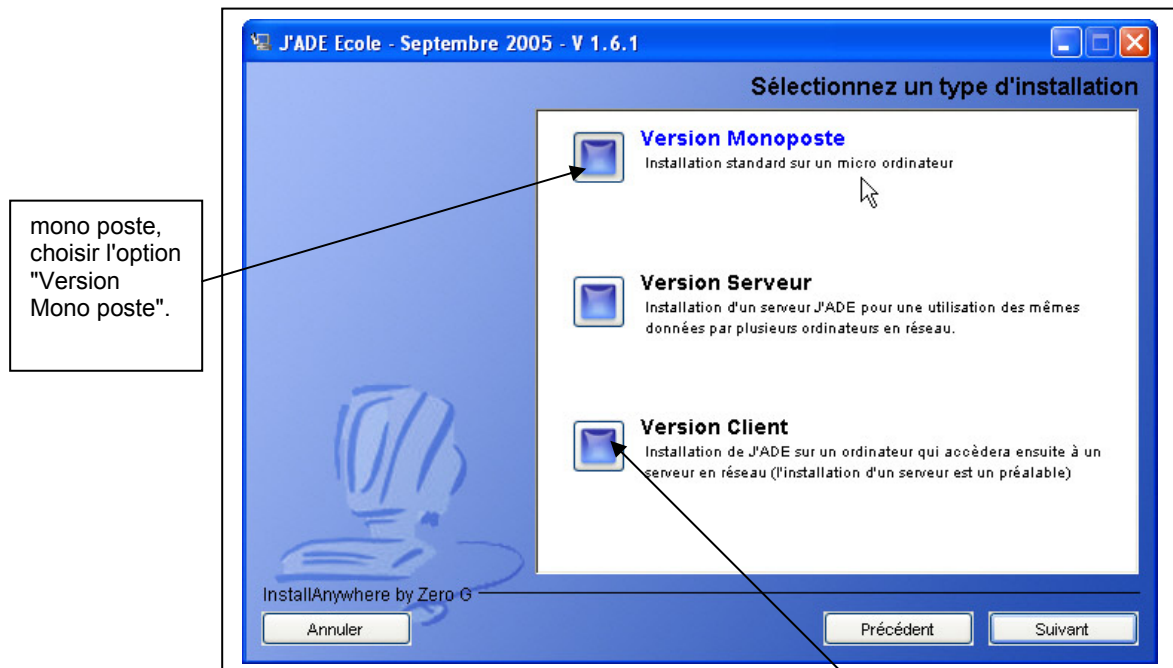 J'ADE Ecole - Septembre 2005 - V 1.6.1
Sélectionnez un type d'installation
Version Monoposte
Installation standard sur un micro ordinateur
mono poste,
choisir l'option
"Version
Mono poste".
Version Serveur
Installation d'un serveur J'ADE pour une utilisation des mêmes
données par plusieurs ordinateurs en réseau.
Version Client
Installation de J'ADE sur un ordinateur qui accèdera ensuite à un
serveur en réseau (l'installation d'un serveur est un préalable)
InstallAnywhere by Zero G
Annuler
Précédent
Suivant